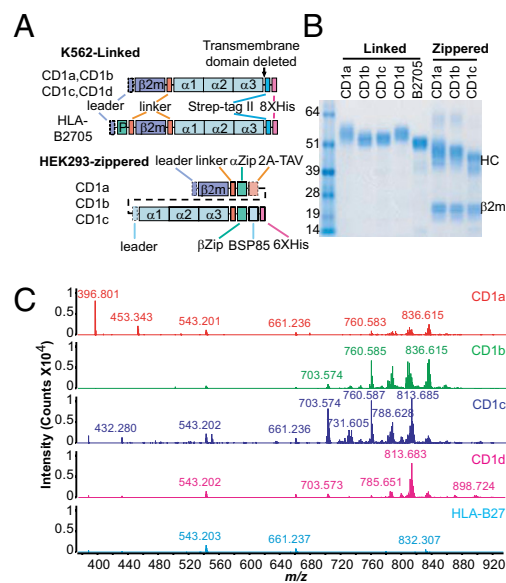 A
K562-Linked
Transmembrane
domain deleted
CD1a,CD1b
CD1c,CD1d
β2m
α1
α2
α3
leader
linker
Strep-tag II
8XHis
HLA-
B2705
P
β2m
α1
α2
α3
HEK293-zippered
leader linker αZip 2A-TAV
CD1a
CD1b
CD1c
β2m
α1
α2
α3
leader
βZip
BSP85
6XHis
B
Linked
Zippered
CD1a
CD1b
CD1c
CD1d
B2705
CD1a
CD1b
CD1c
64
51
39
28
19
14
HC
β2m
C
Intensity (Counts X10⁴)
1
0.5
0
396.801
453.343
543.201
661.236
760.583
836.615
CD1a
1
0.5
0
703.574
760.585
836.615
CD1b
1
0.5
0
432.280
543.202
661.236
703.574
731.605
760.587
788.628
813.685
CD1c
1
0.5
0
543.202
703.573
785.651
813.683
898.724
CD1d
1
0.5
0
543.203
661.237
832.307
HLA-B27
400 440 480 520 560 600 640 680 720 760 800 840 880 920
m/z